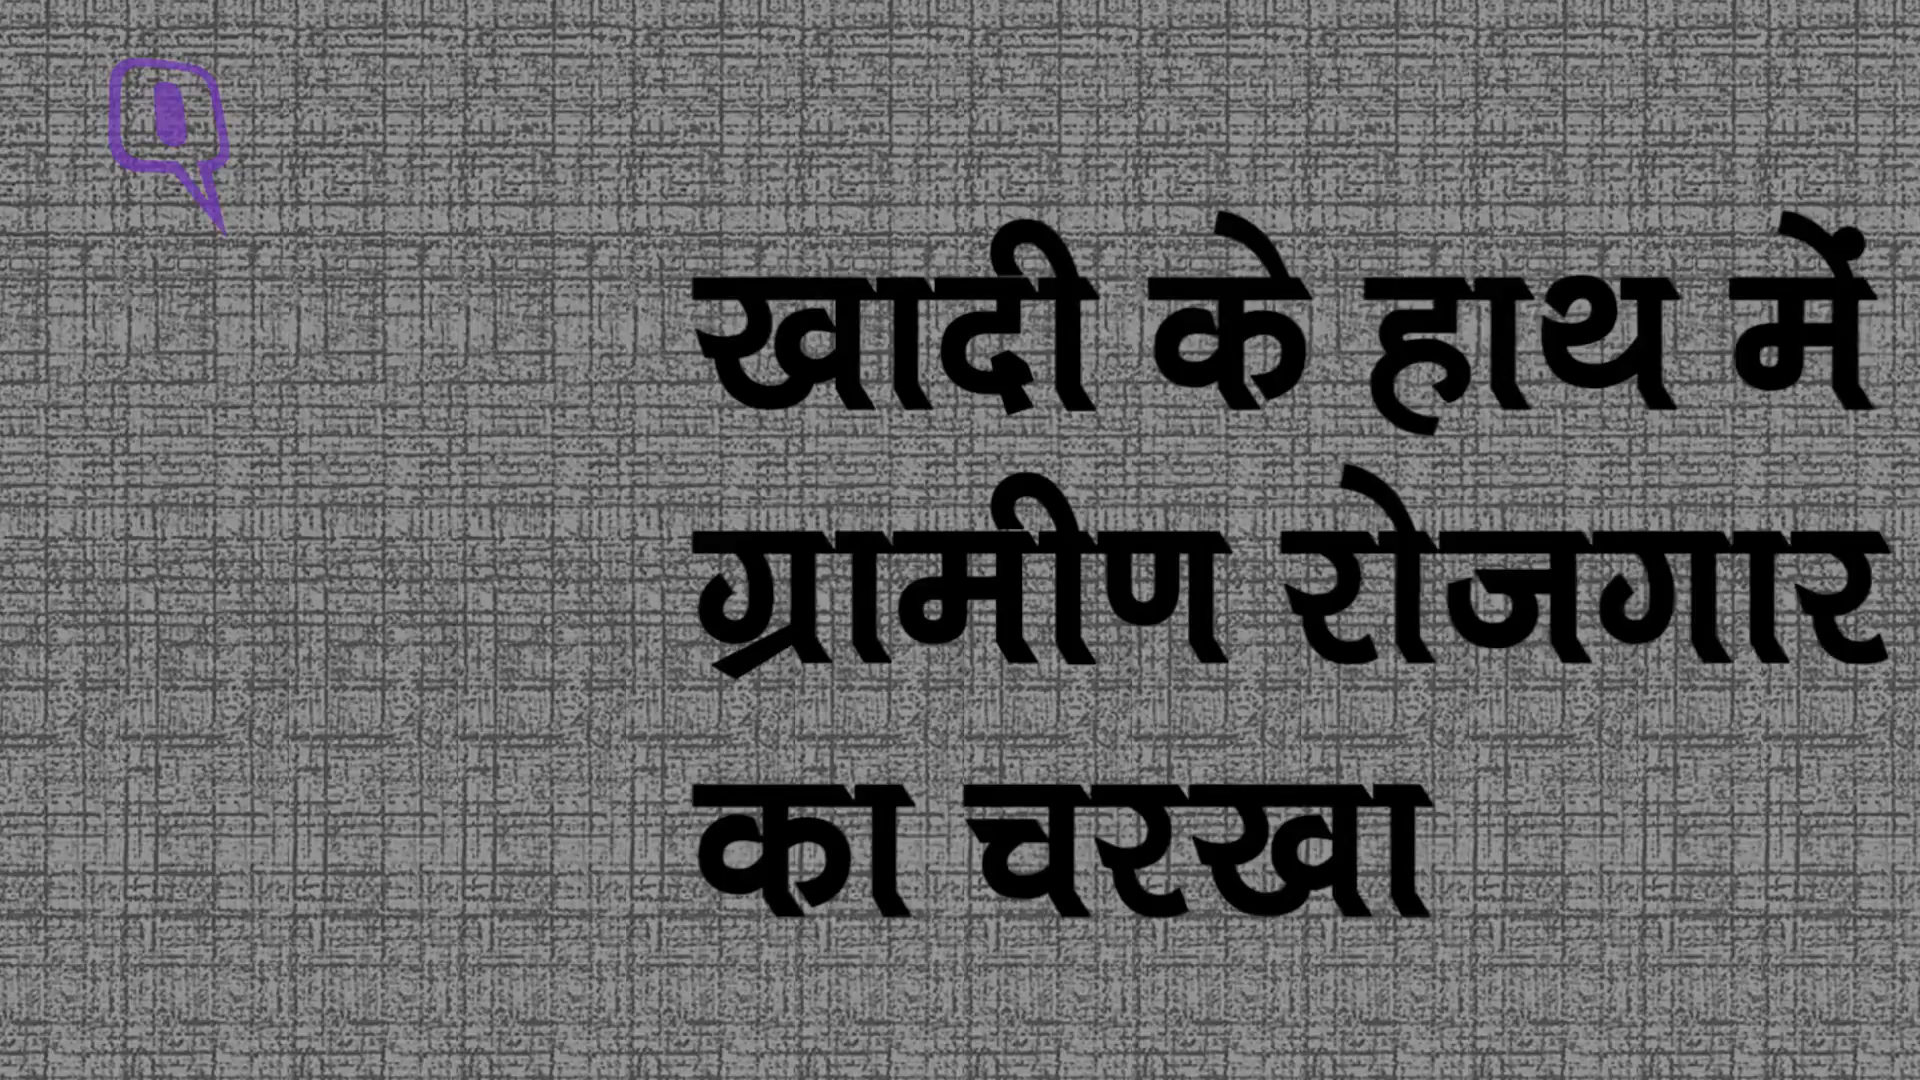 खादी के हाथ में
ग्रामीण रोजगार
का चरखा